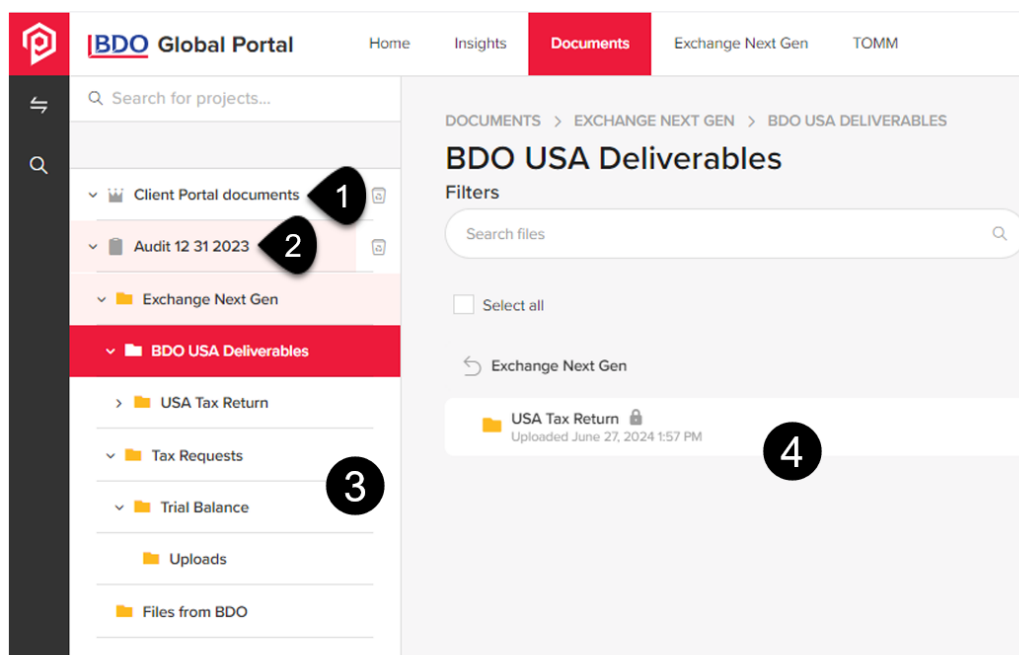 BDO Global Portal
Home
Insights
Documents
Exchange Next Gen
TOMM
Search for projects...
Client Portal documents
1
Audit 12 31 2023
2
Exchange Next Gen
BDO USA Deliverables
USA Tax Return
Tax Requests
3
Trial Balance
Uploads
Files from BDO
DOCUMENTS > EXCHANGE NEXT GEN > BDO USA DELIVERABLES
BDO USA Deliverables
Filters
Search files
Select all
Exchange Next Gen
USA Tax Return
Uploaded June 27, 2024 1:57 PM
4